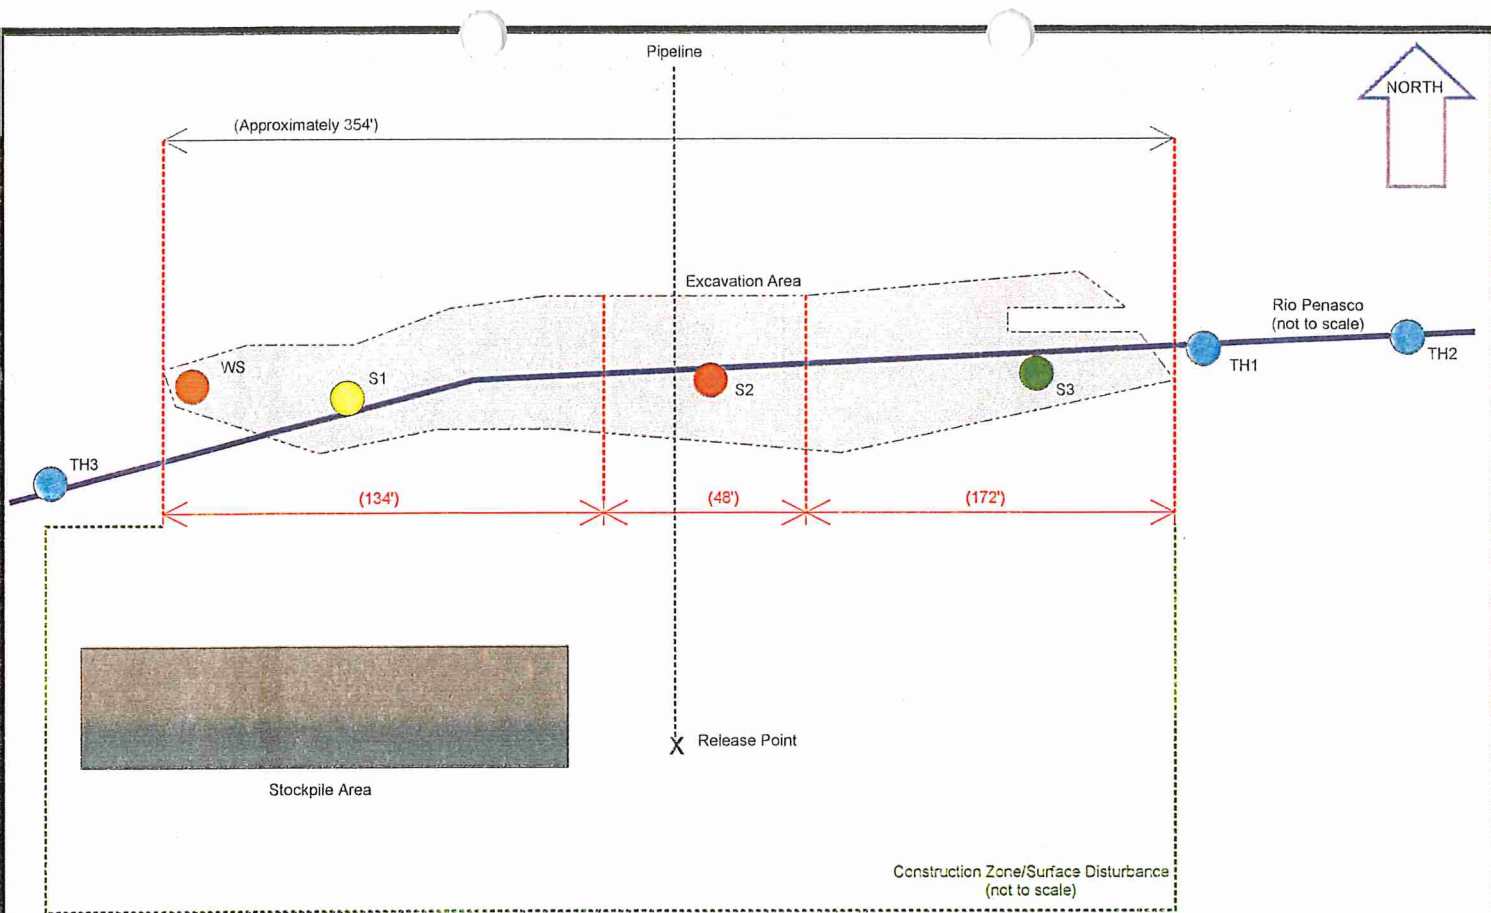 Pipeline
NORTH
(Approximately 354')
Excavation Area
Rio Penasco
(not to scale)
WS
S1
S2
S3
TH1
TH2
TH3
(134')
(48')
(172')
X Release Point
Stockpile Area
Construction Zone/Surface Disturbance
(not to scale)